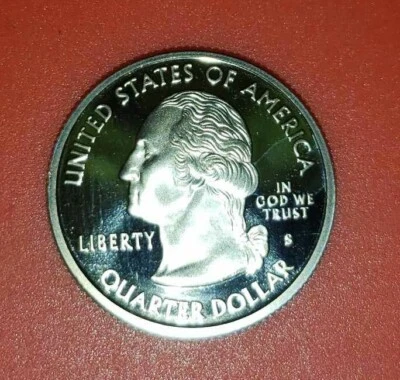 UNITED STATES OF AMERICA
LIBERTY
IN
GOD WE
TRUST
S
QUARTER DOLLAR